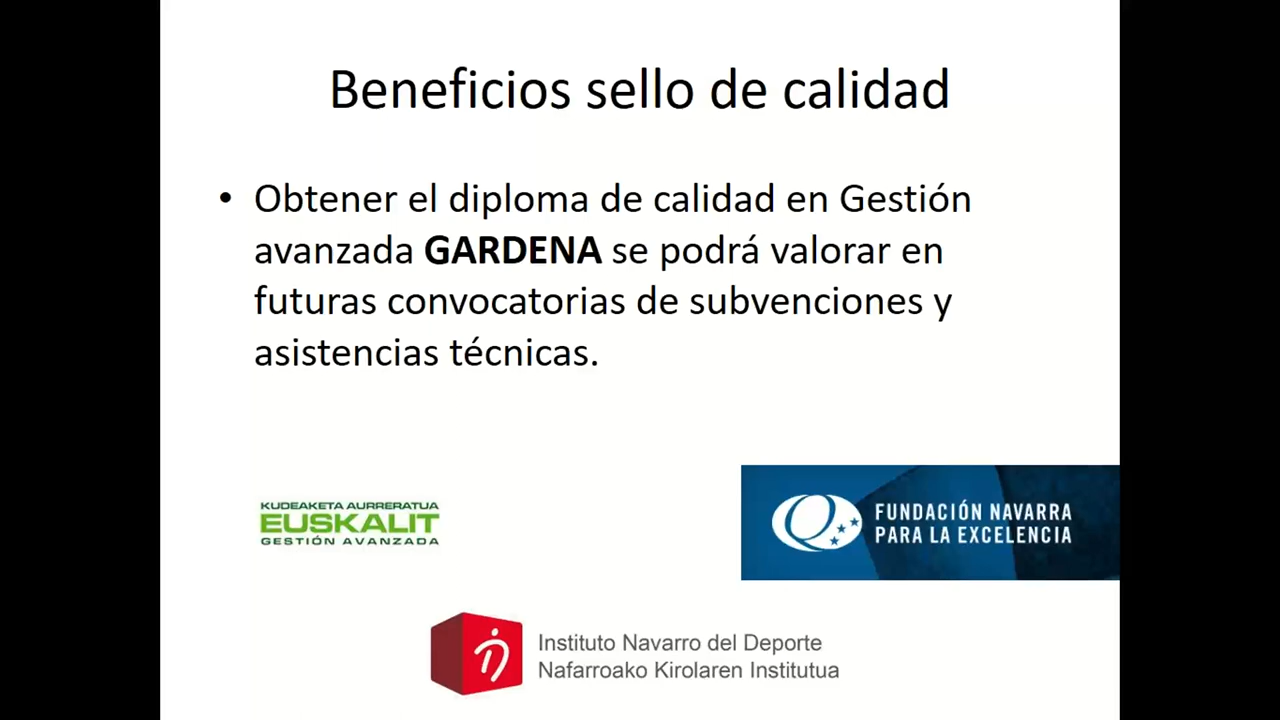 Beneficios sello de calidad
• Obtener el diploma de calidad en Gestión
avanzada GARDENA se podrá valorar en
futuras convocatorias de subvenciones y
asistencias técnicas.
KUDEAKETA AURRERATUA
EUSKALIT
GESTIÓN AVANZADA
FUNDACIÓN NAVARRA
PARA LA EXCELENCIA
Instituto Navarro del Deporte
Nafarroako Kirolaren Institutua